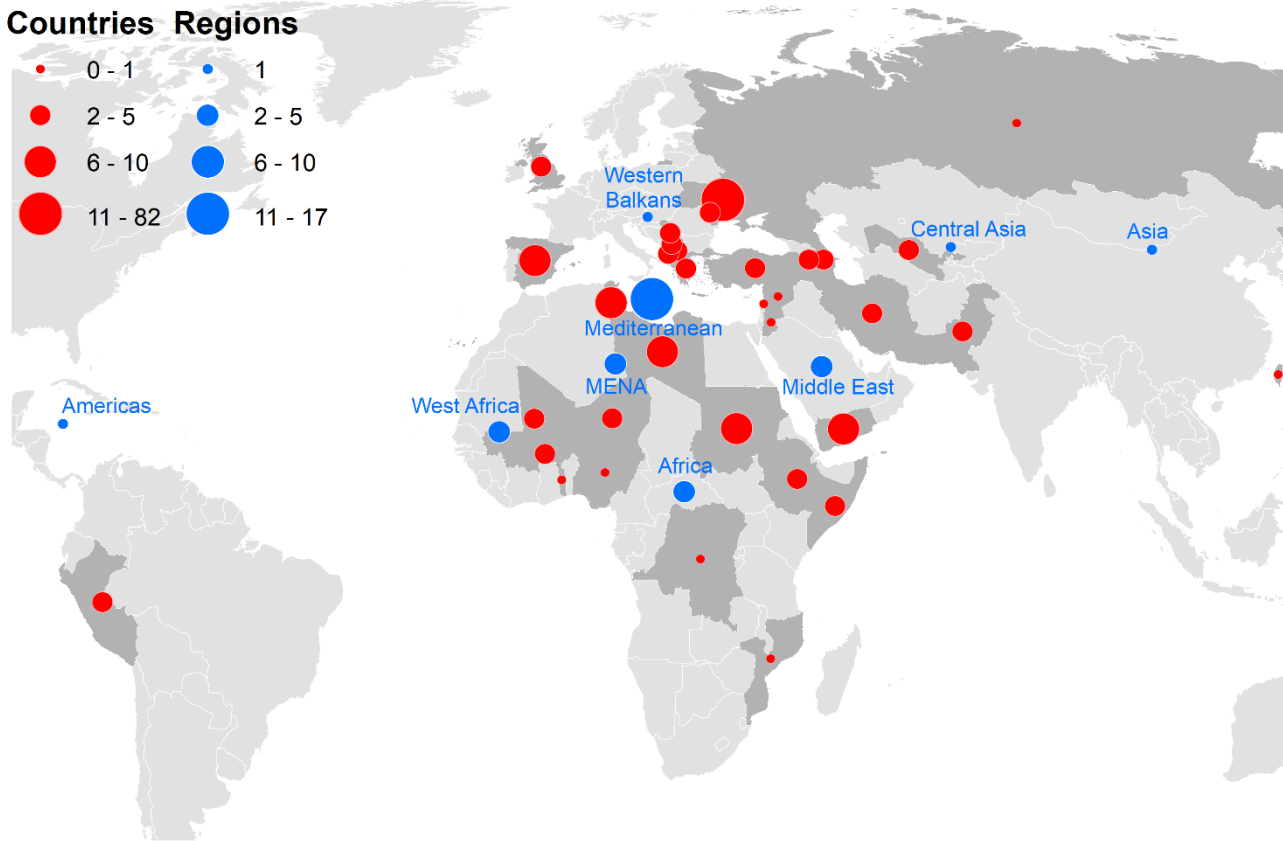 Countries Regions
0 - 1 1
2 - 5 2 - 5
6 - 10 6 - 10
11 - 82 11 - 17
Western
Balkans
Central Asia
Asia
Mediterranean
MENA
Middle East
Americas
West Africa
Africa